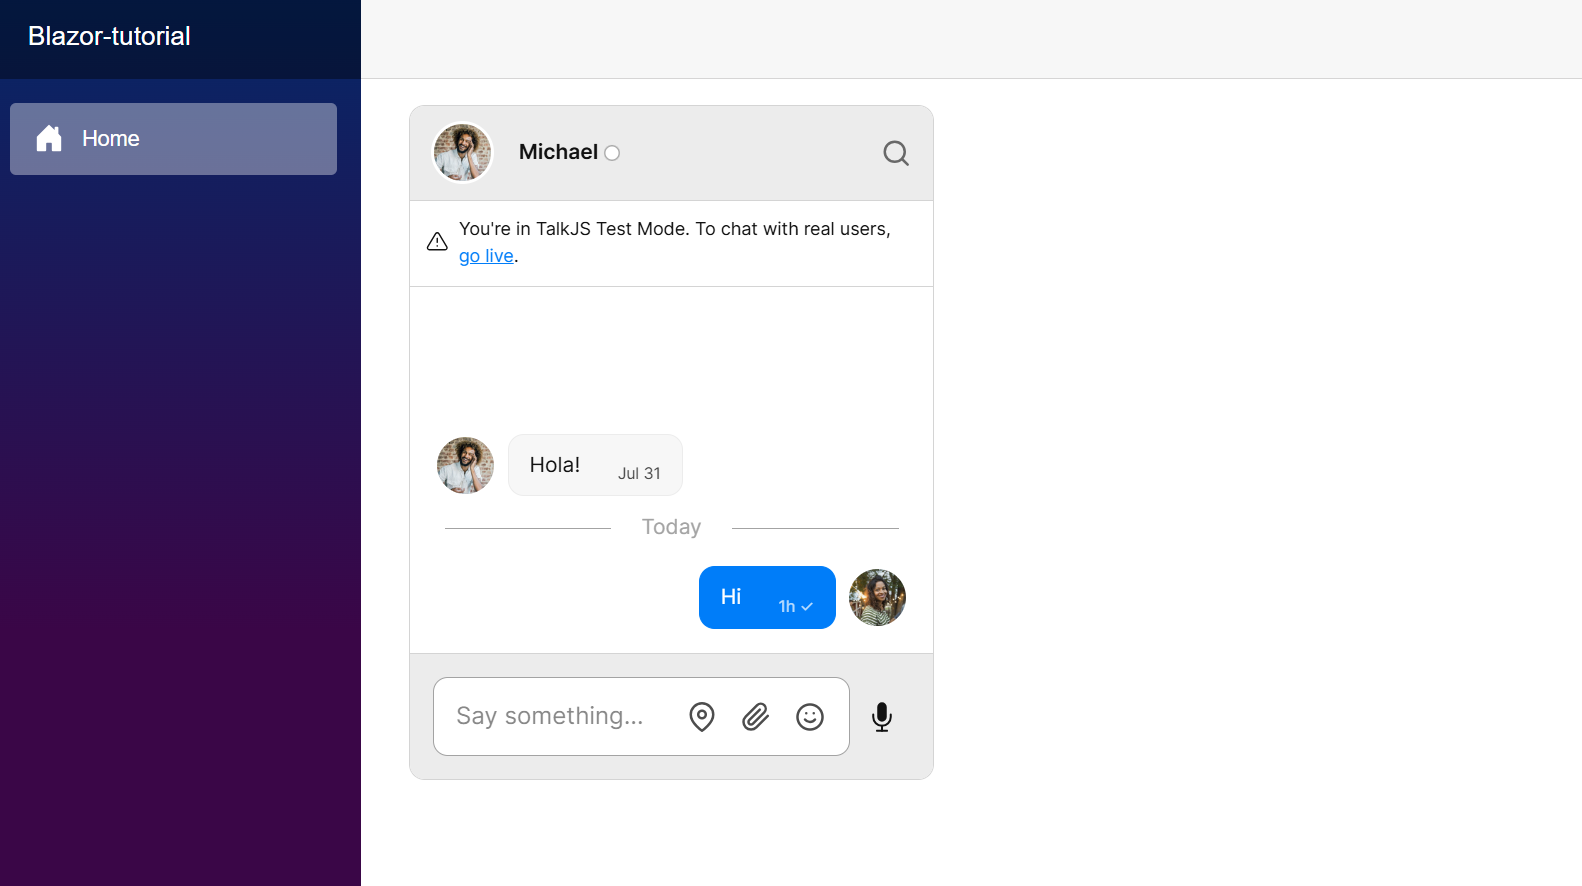 Blazor-tutorial
Home
Michael
You're in TalkJS Test Mode. To chat with real users,
go live.
Hola!
Jul 31
Today
Hi
1h
Say something...